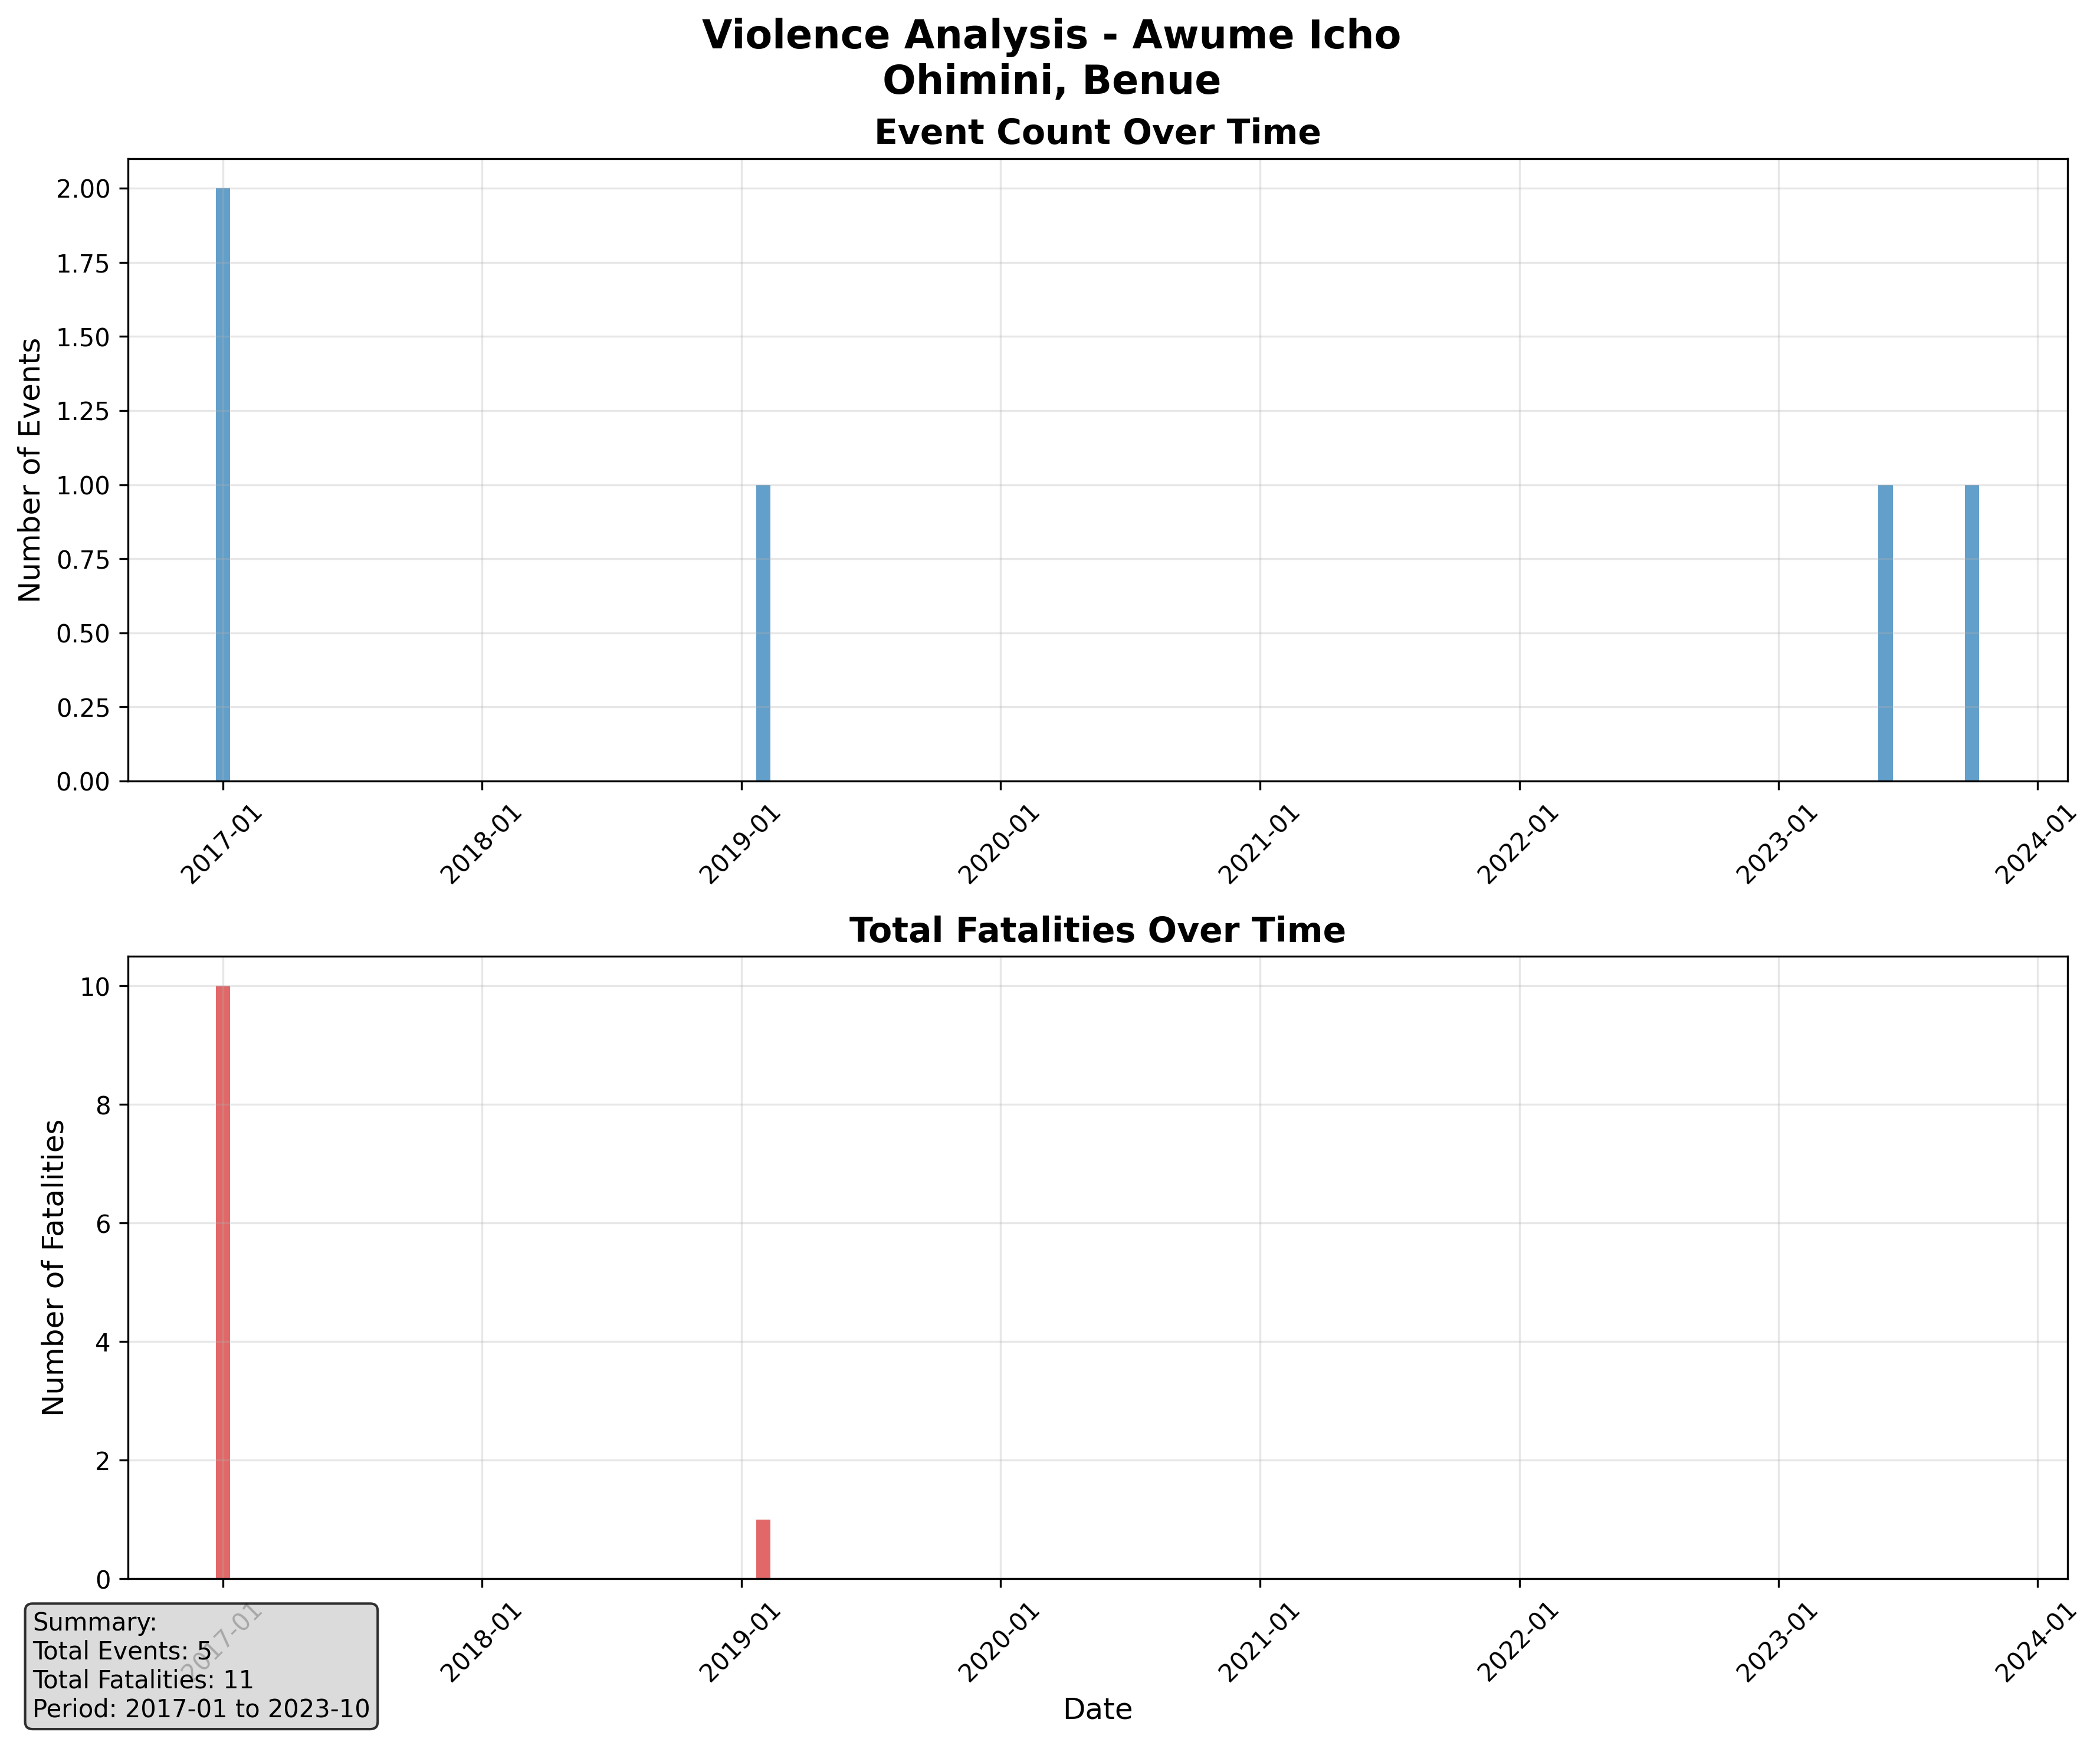 Violence Analysis - Awume Icho
Ohimini, Benue
Event Count Over Time
Number of Events
2.00
1.75
1.50
1.25
1.00
0.75
0.50
0.25
0.00
2017-01
2018-01
2019-01
2020-01
2021-01
2022-01
2023-01
2024-01
Total Fatalities Over Time
Number of Fatalities
10
8
6
4
2
0
2017-01
2018-01
2019-01
2020-01
2021-01
2022-01
2023-01
2024-01
Date
Summary:
Total Events: 5
Total Fatalities: 11
Period: 2017-01 to 2023-10